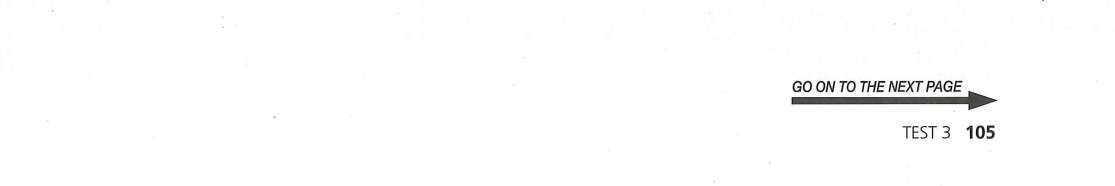 GO ON TO THE NEXT PAGE
TEST 3 105